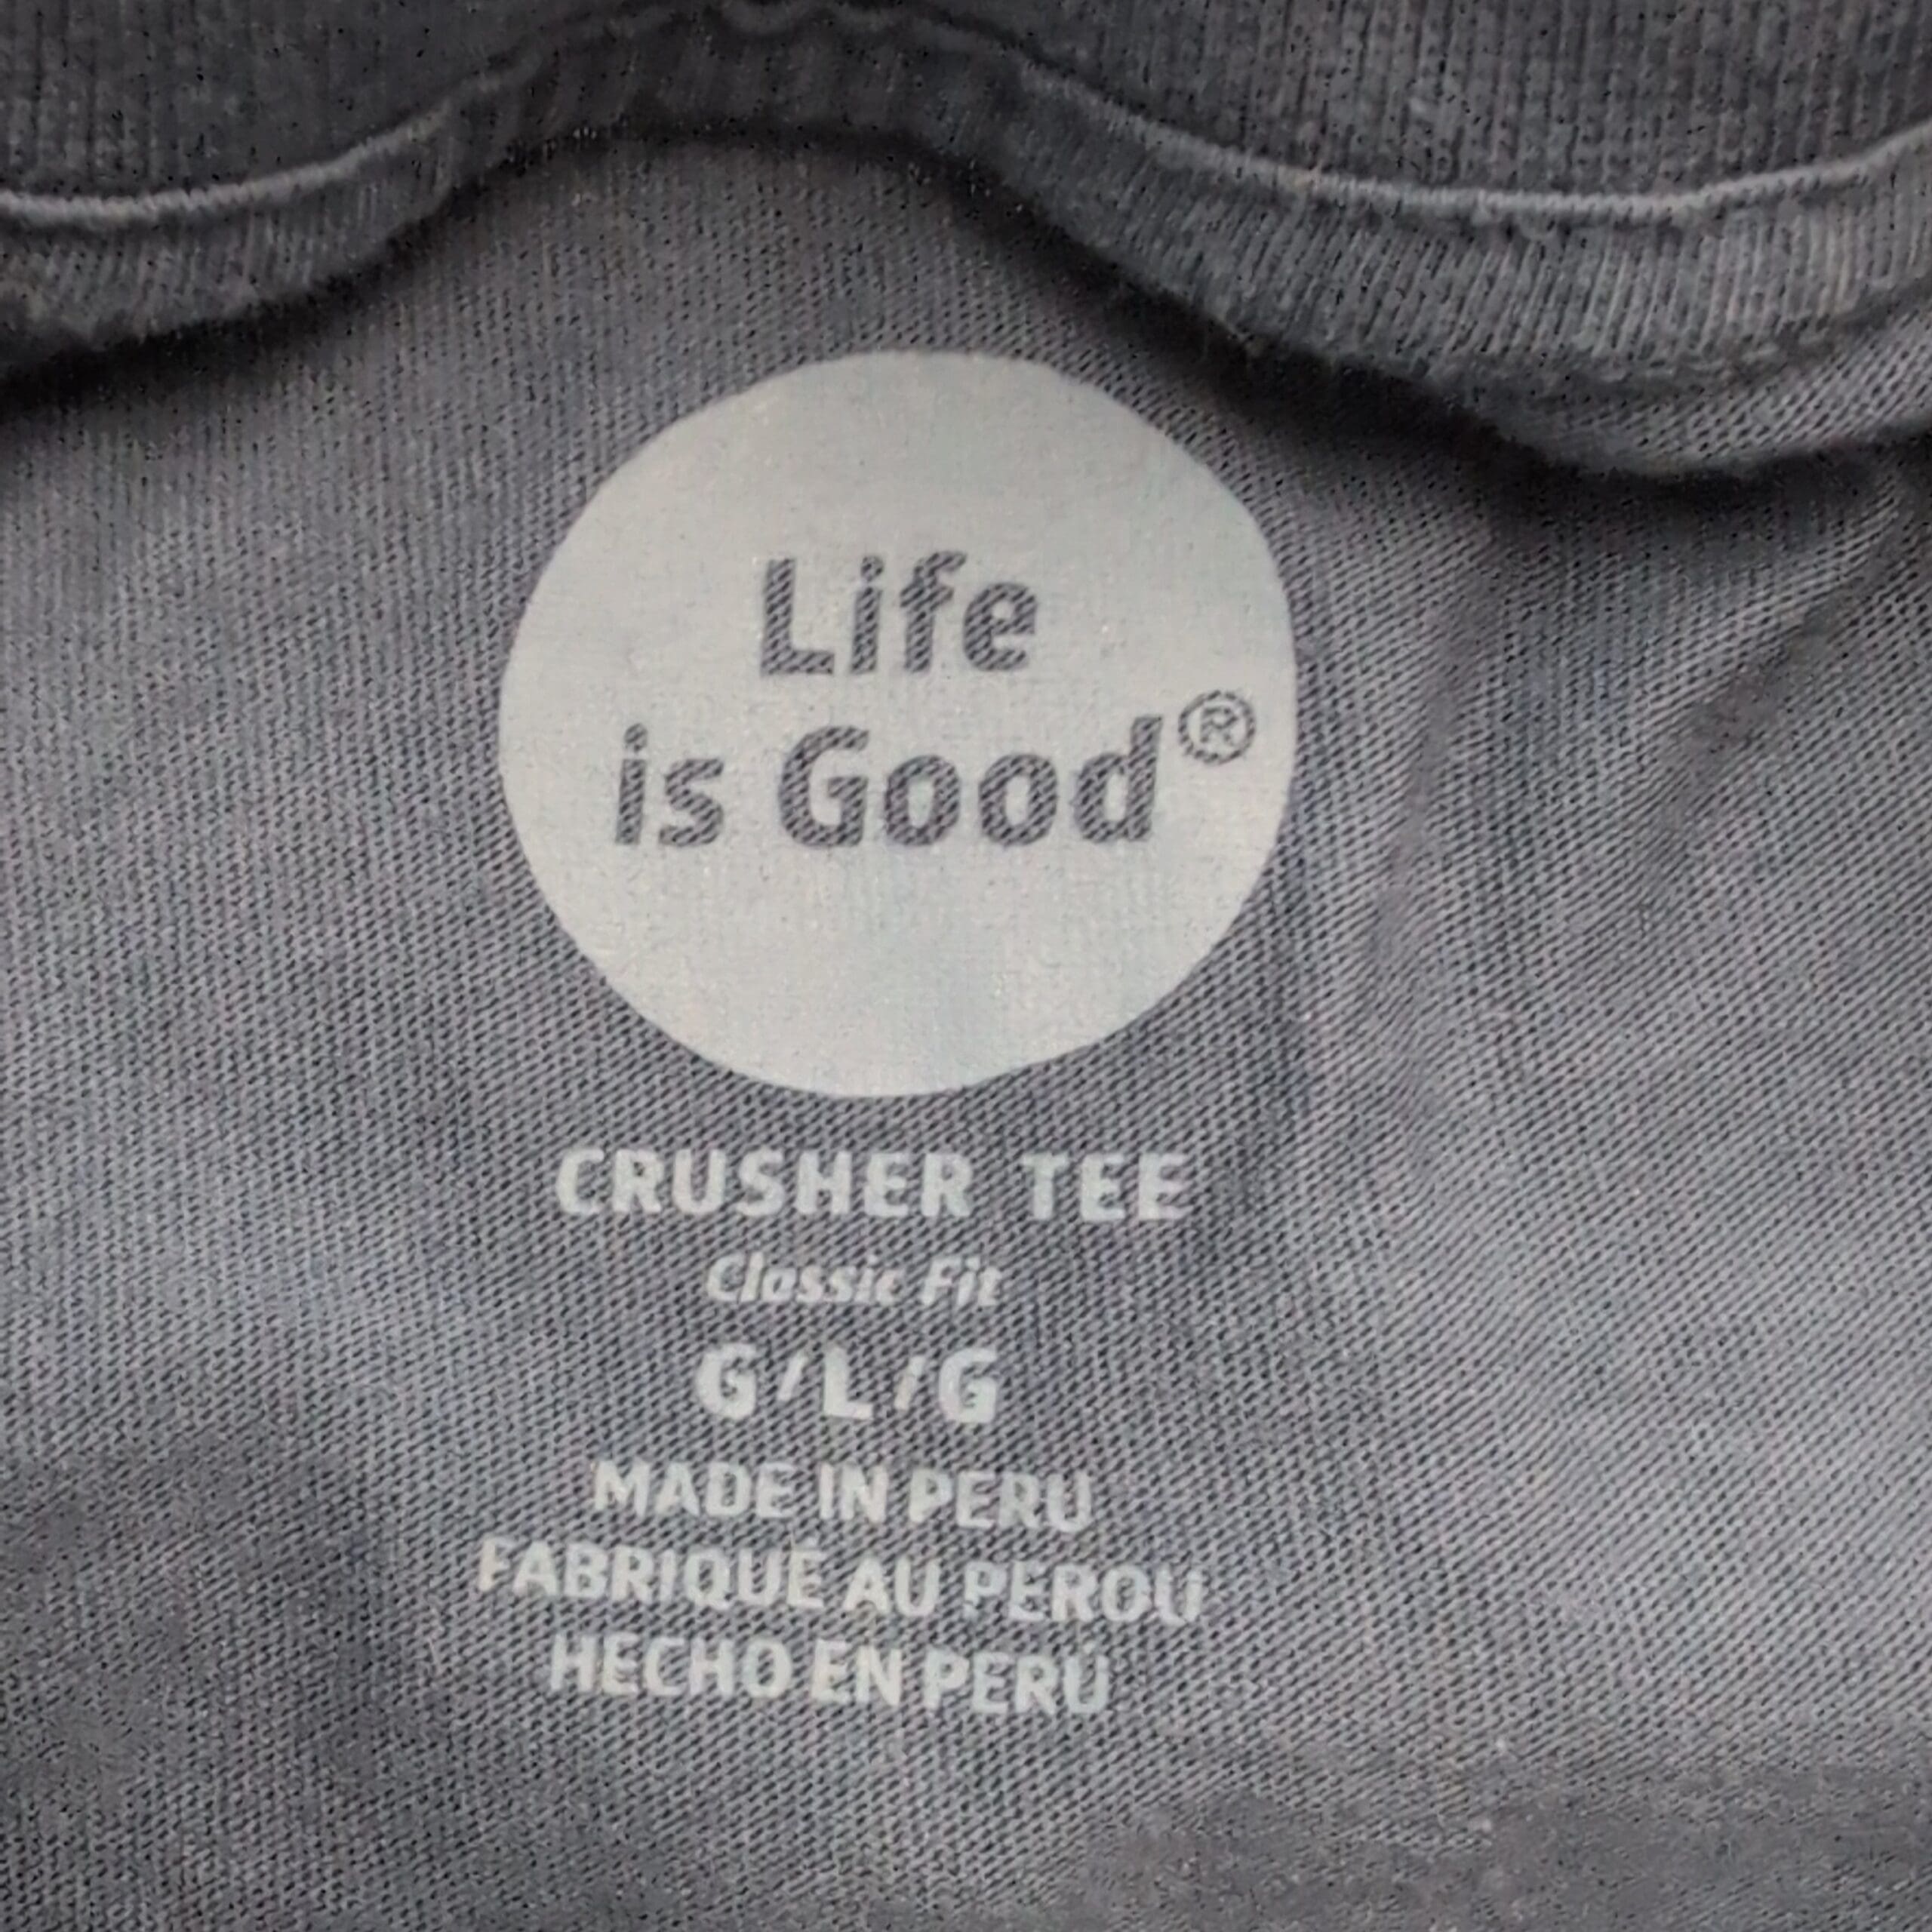 Life
is Good®
CRUSHER TEE
Classic Fit
G/L/G
MADE IN PERU
FABRIQUÉ AU PEROU
HECHO EN PERÚ